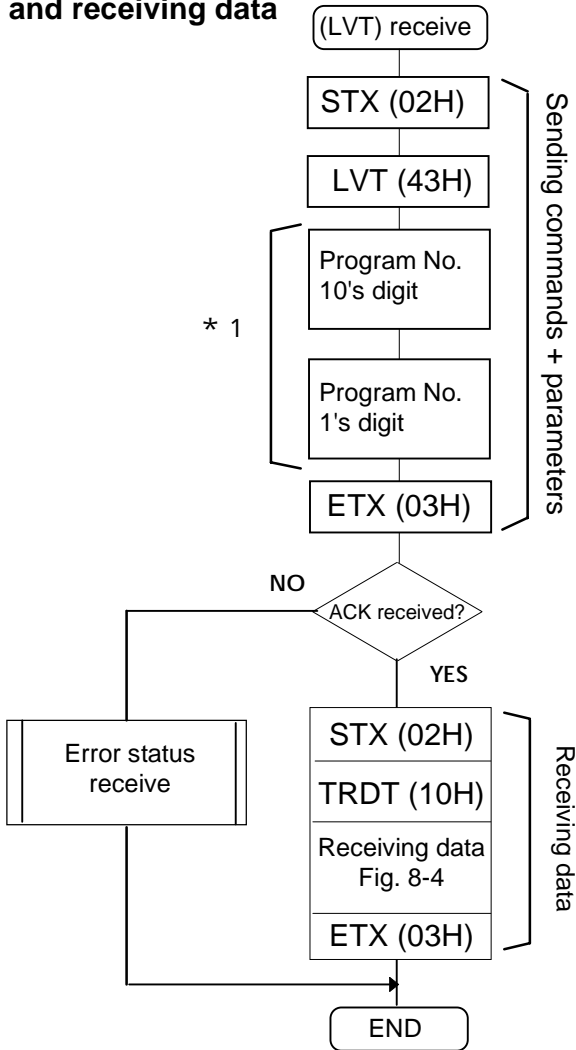 and receiving data
(LVT) receive
STX (02H)
LVT (43H)
Program No.
10's digit
* 1
Program No.
1's digit
ETX (03H)
Sending commands + parameters
ACK received?
NO
YES
Error status
receive
STX (02H)
TRDT (10H)
Receiving data
Fig. 8-4
ETX (03H)
Receiving data
END